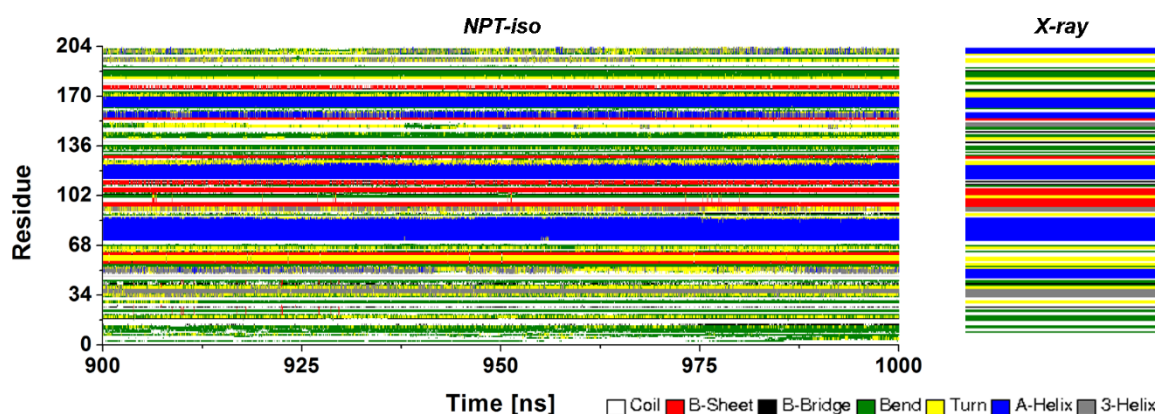 NPT-iso X-ray
204
170
136
102
68
34
0
Residue
900 925 950 975 1000
Time [ns] Coil B-Sheet B-Bridge Bend Turn A-Helix 3-Helix